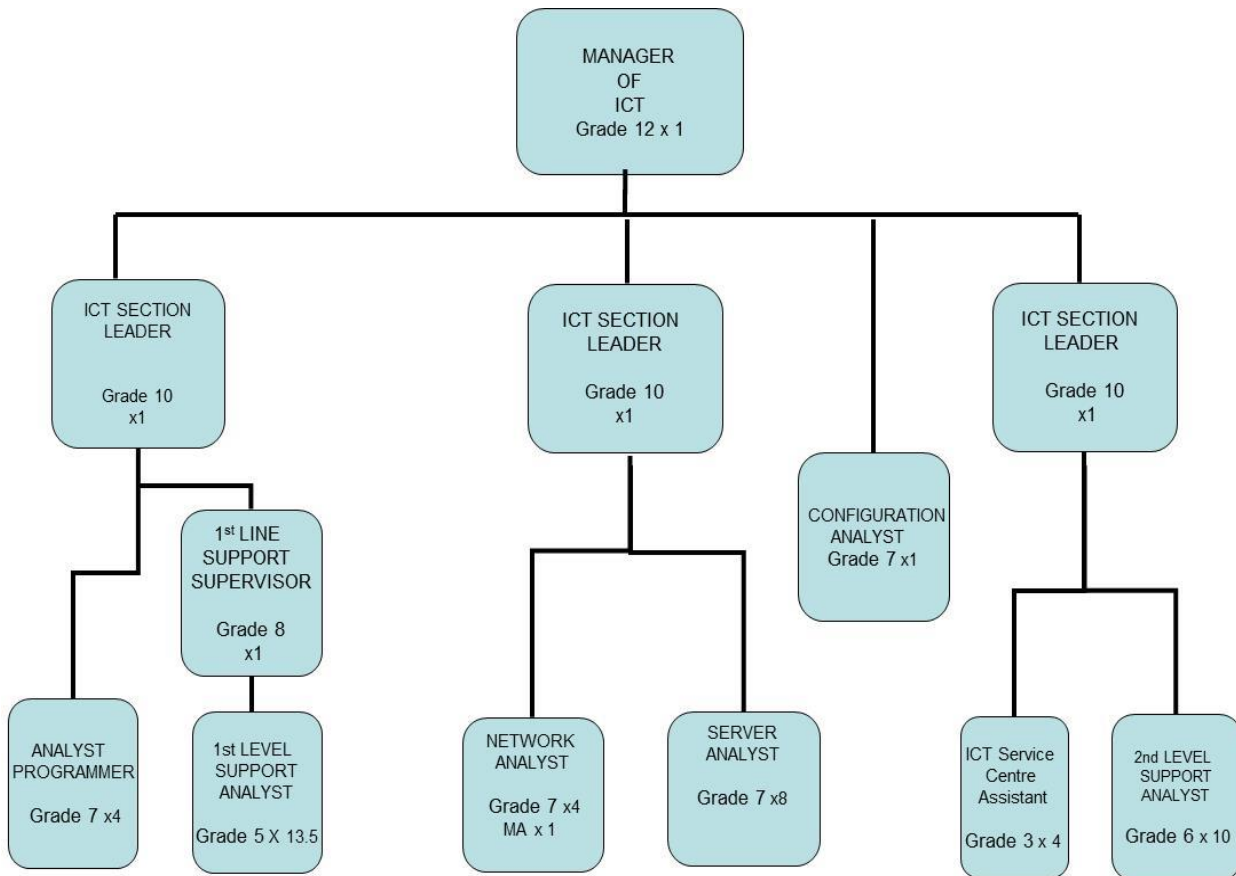 MANAGER
OF
ICT
Grade 12 x 1
ICT SECTION
LEADER
Grade 10
x1
ICT SECTION
LEADER
Grade 10
x1
ICT SECTION
LEADER
Grade 10
x1
CONFIGURATION
ANALYST
Grade 7 x1
1st LINE
SUPPORT
SUPERVISOR
Grade 8
x1
ANALYST
PROGRAMMER
Grade 7 x4
1st LEVEL
SUPPORT
ANALYST
Grade 5 X 13.5
NETWORK
ANALYST
Grade 7 x4
MA x 1
SERVER
ANALYST
Grade 7 x8
ICT Service
Centre
Assistant
Grade 3 x 4
2nd LEVEL
SUPPORT
ANALYST
Grade 6 x 10